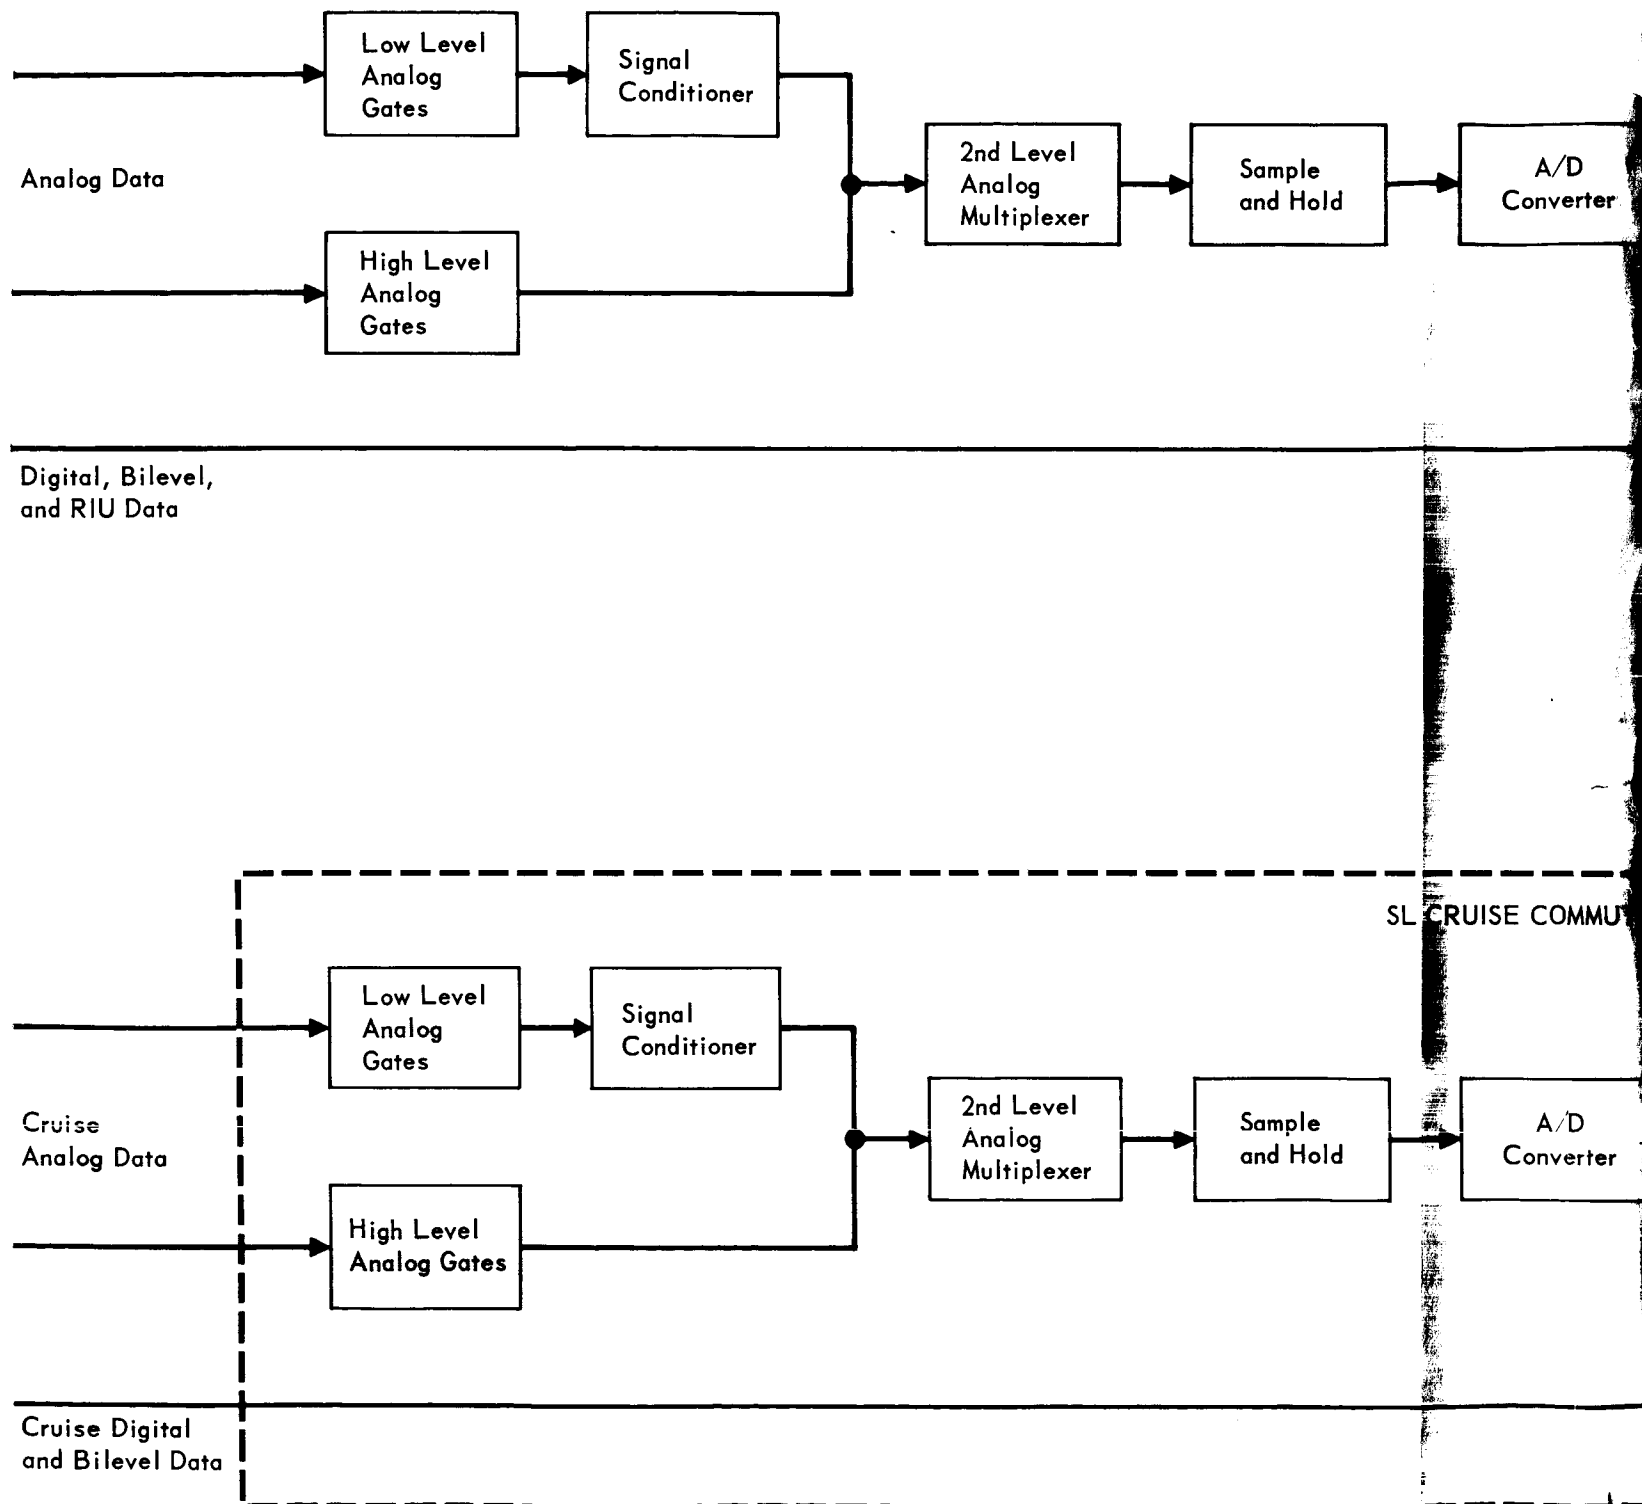 Low Level
Analog
Gates
Signal
Conditioner
Analog Data
2nd Level
Analog
Multiplexer
Sample
and Hold
A/D
Converter
High Level
Analog
Gates
Digital, Bilevel,
and RIU Data
SL CRUISE COMMU
Low Level
Analog
Gates
Signal
Conditioner
Cruise
Analog Data
2nd Level
Analog
Multiplexer
Sample
and Hold
A/D
Converter
High Level
Analog Gates
Cruise Digital
and Bilevel Data